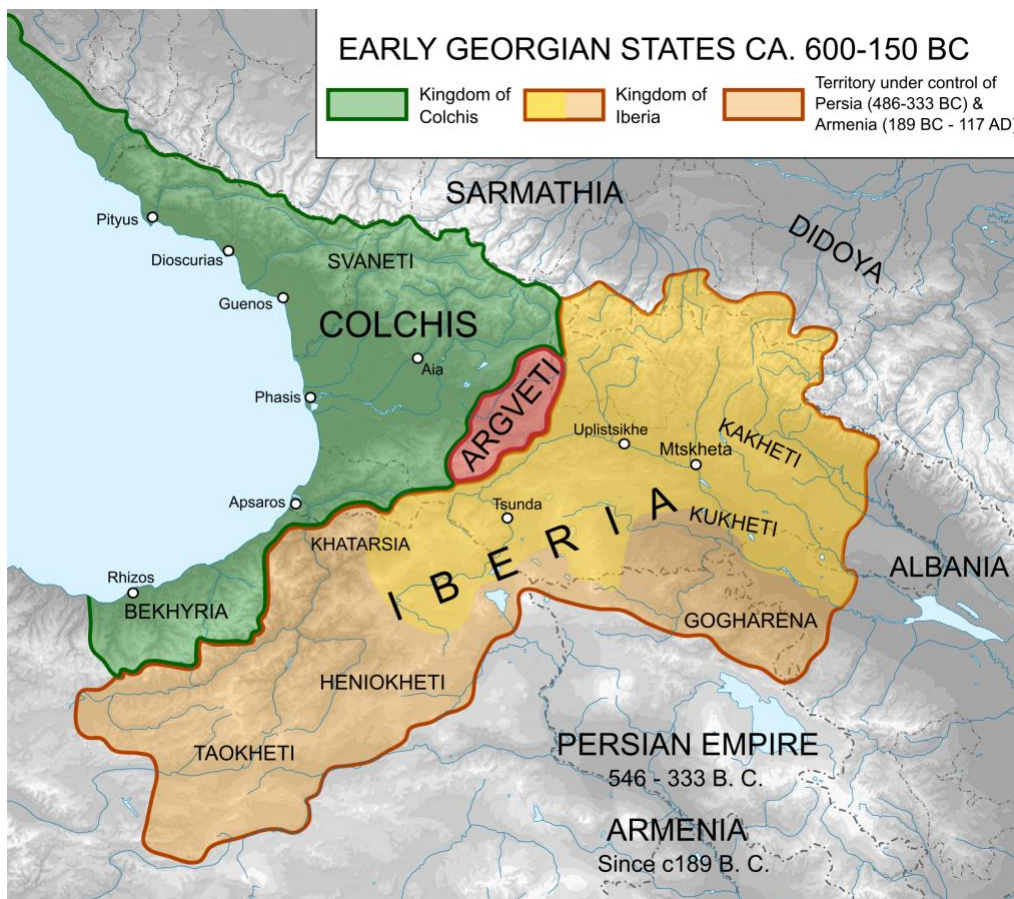 EARLY GEORGIAN STATES CA. 600-150 BC
Kingdom of
Colchis
Kingdom of
Iberia
Territory under control of
Persia (486-333 BC) &
Armenia (189 BC - 117 AD)
SARMATHIA
DIDOYA
Pityus
Dioscurias
SVANETI
Guenos
COLCHIS
Aia
Phasis
ARGVETI
Uplistsikhe
Mtskheta
KAKHETI
Apsaros
Tsunda
KUKHETI
KHATARSIA
IBERIA
ALBANIA
Rhizos
BEKHYRIA
GOGHARENA
HENIOKHETI
TAOKHETI
PERSIAN EMPIRE
546 - 333 B. C.
ARMENIA
Since c189 B. C.